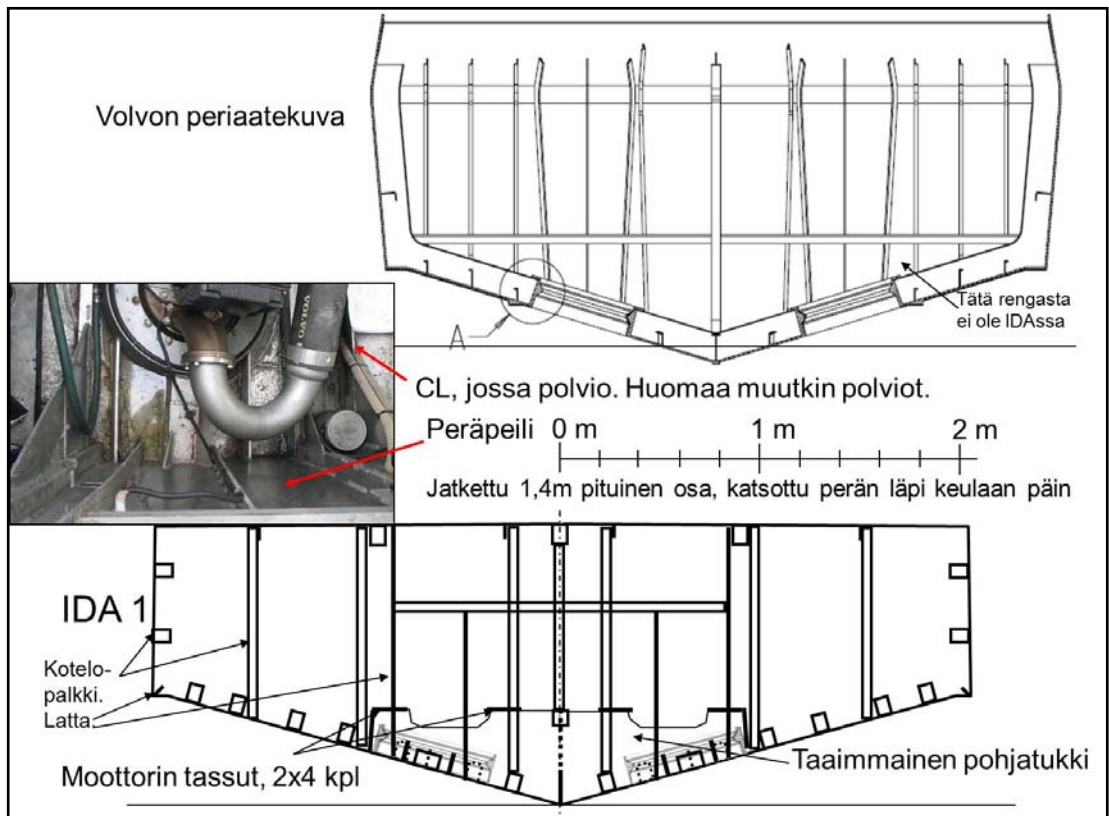 Volvon periaatekuva
Tätä rengasta
ei ole IDAssa
A
VOLVO
CL, jossa polvio. Huomaa muutkin polviot.
Peräpeili 0 m 1 m 2 m
Jatkettu 1,4m pituinen osa, katsottu perän läpi keulaan päin
IDA 1
Kotelo-
palkki.
Latta
Moottorin tassut, 2x4 kpl
Taaimmainen pohjatukki